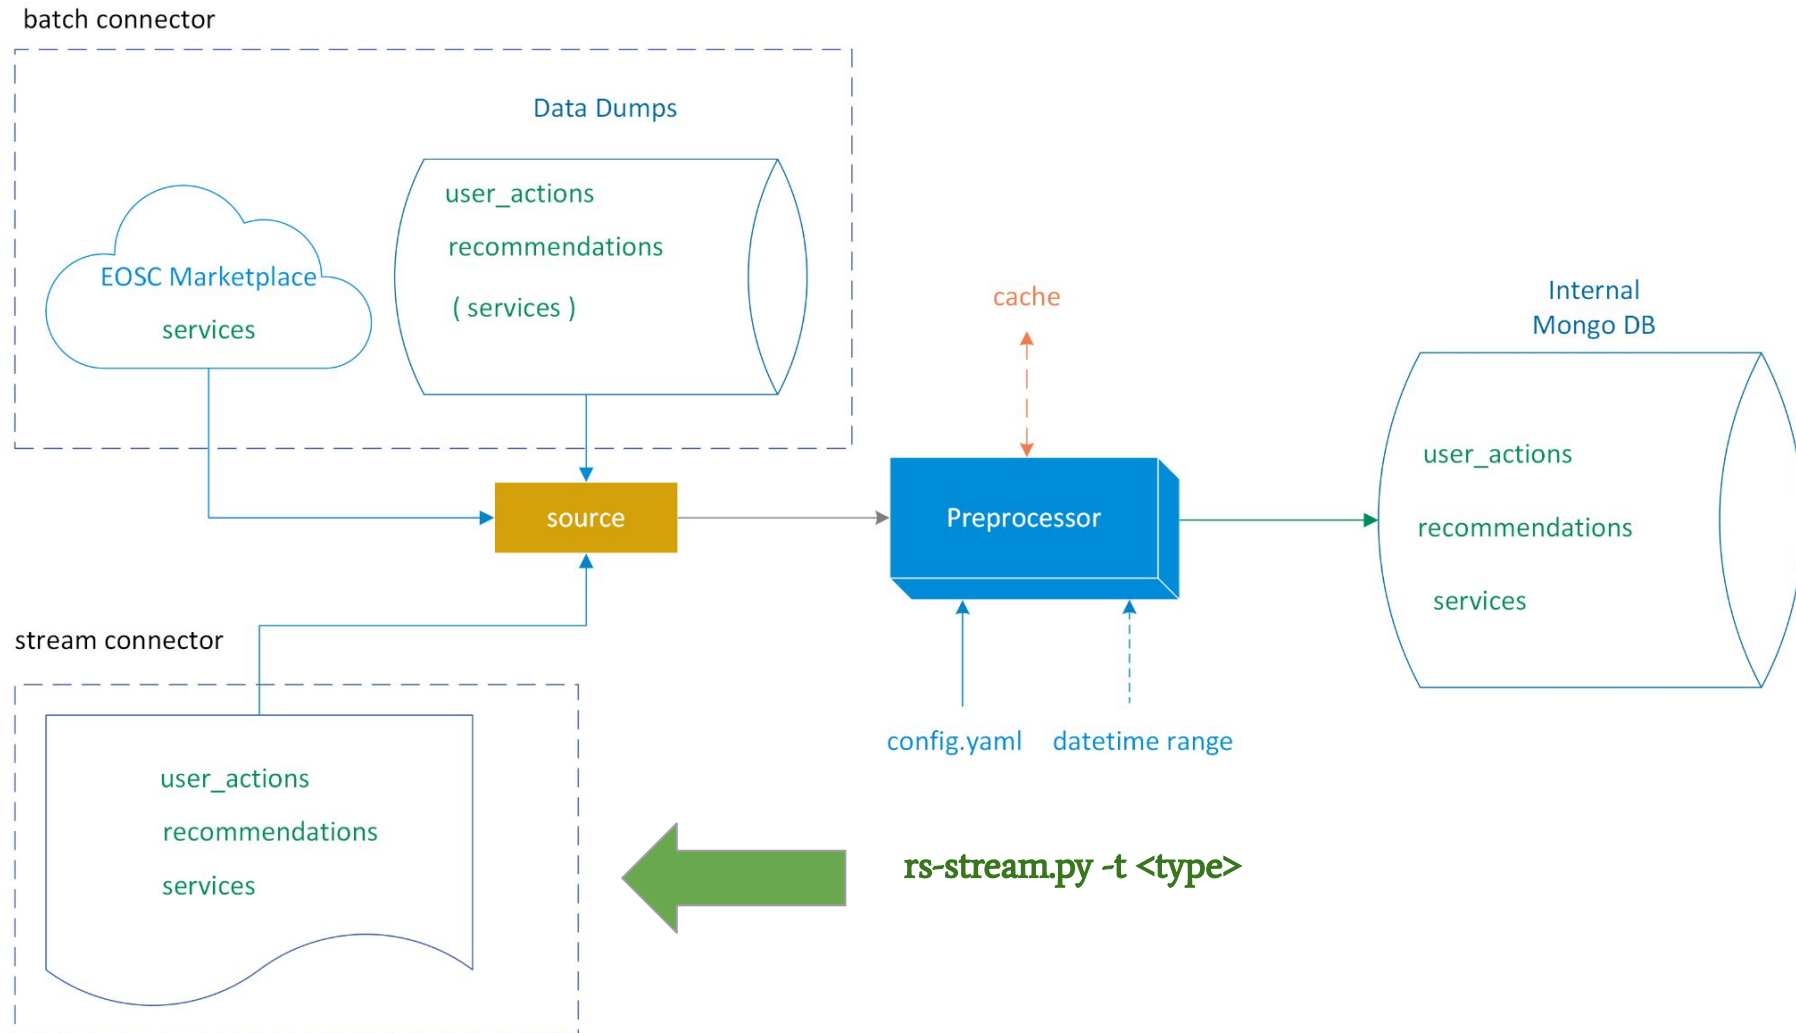 batch connector
Data Dumps
user_actions
recommendations
( services )
EOSC Marketplace
services
cache
Internal
Mongo DB
user_actions
recommendations
services
source
Preprocessor
config.yaml
datetime range
stream connector
user_actions
recommendations
services
rs-stream.py -t <type>